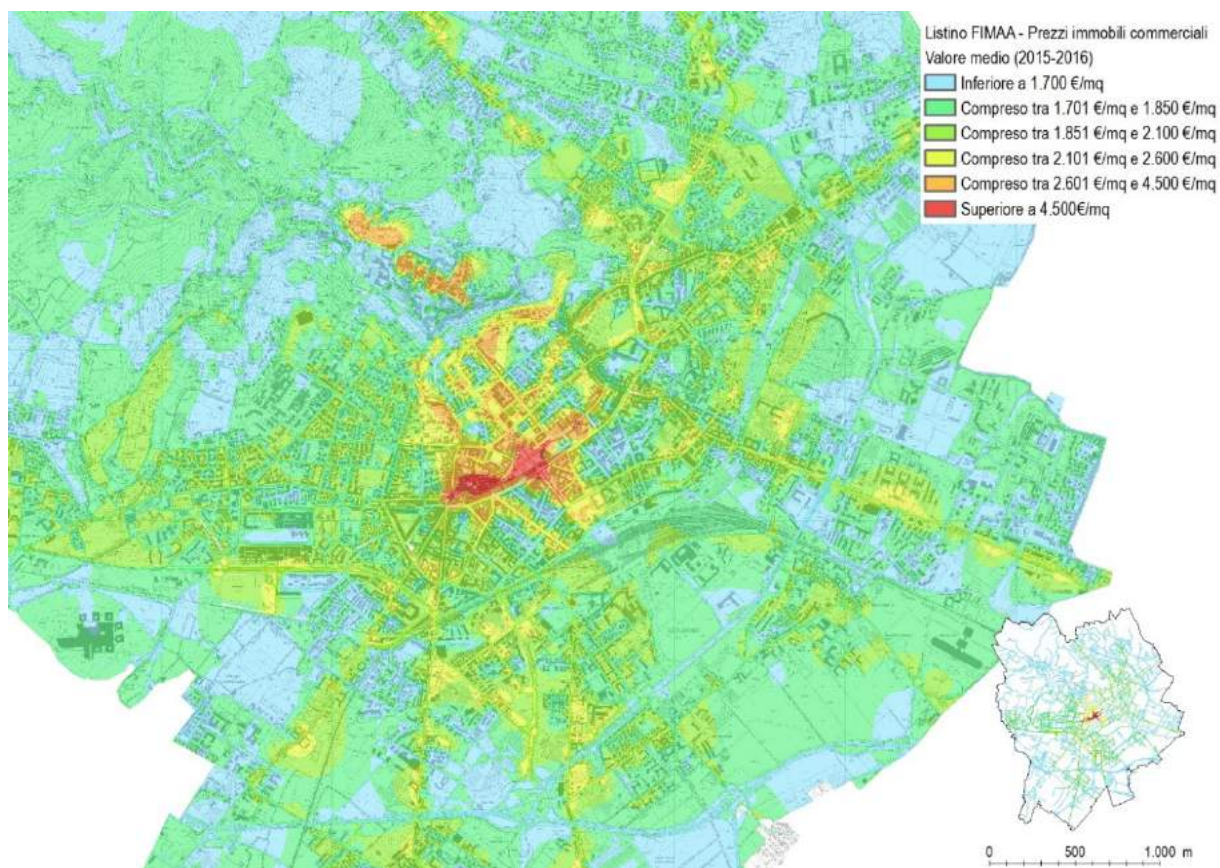 Listino FIMAA - Prezzi immobili commerciali
Valore medio (2015-2016)
Inferiore a 1.700 €/mq
Compreso tra 1.701 €/mq e 1.850 €/mq
Compreso tra 1.851 €/mq e 2.100 €/mq
Compreso tra 2.101 €/mq e 2.600 €/mq
Compreso tra 2.601 €/mq e 4.500 €/mq
Superiore a 4.500€/mq
0 500 1.000 m